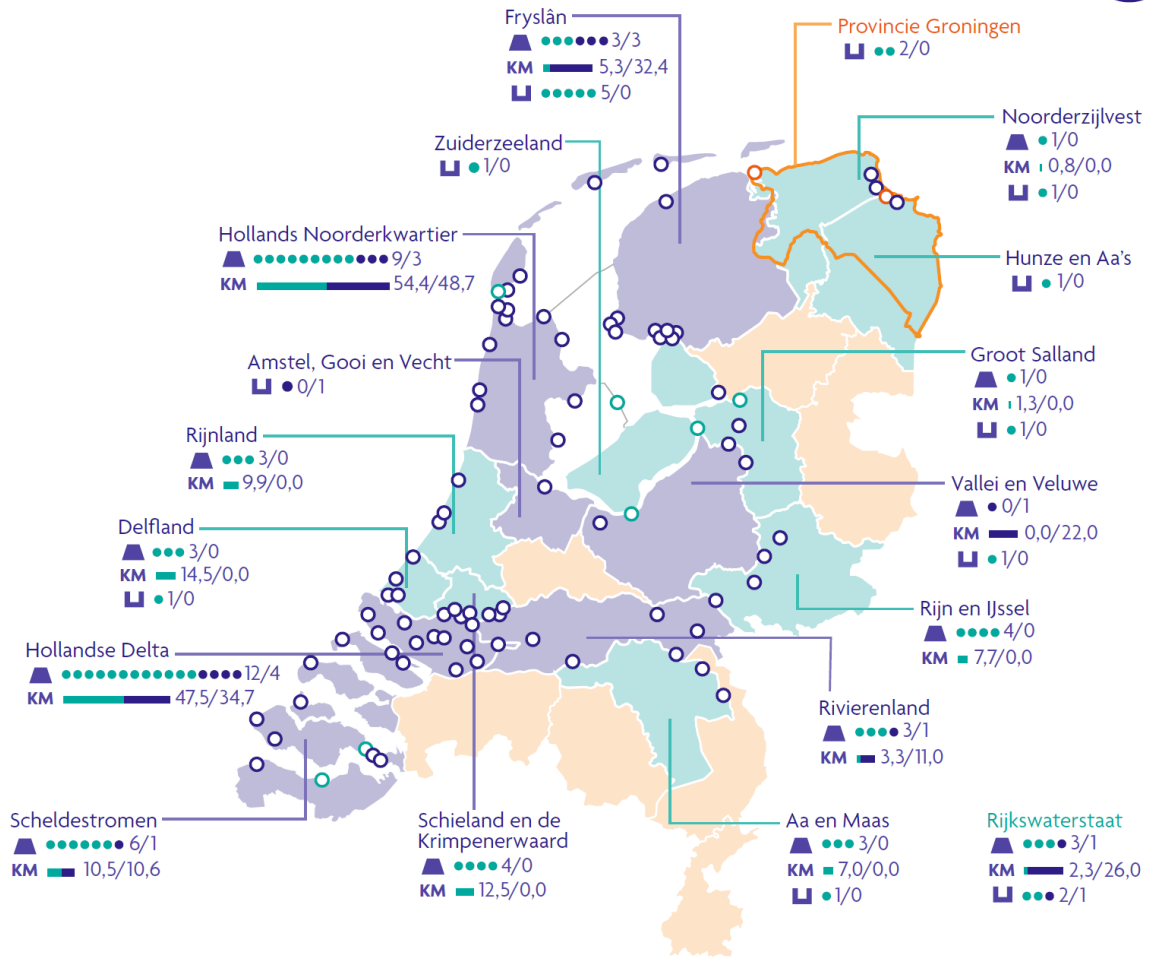 Fryslân
3/3
KM 5,3/32,4
5/0
Provincie Groningen
2/0
Noorderzijlvest
1/0
KM 0,8/0,0
1/0
Zuiderzeeland
1/0
Hollands Noorderkwartier
9/3
KM 54,4/48,7
Hunze en Aa's
1/0
Amstel, Gooi en Vecht
0/1
Groot Salland
1/0
KM 1,3/0,0
1/0
Rijnland
3/0
KM 9,9/0,0
Vallei en Veluwe
0/1
KM 0,0/22,0
1/0
Delfland
3/0
KM 14,5/0,0
1/0
Rijn en IJssel
4/0
KM 7,7/0,0
Hollandse Delta
12/4
KM 47,5/34,7
Rivierenland
3/1
KM 3,3/11,0
Scheldestromen
6/1
KM 10,5/10,6
Schieland en de
Krimpenerwaard
4/0
KM 12,5/0,0
Aa en Maas
3/0
KM 7,0/0,0
1/0
Rijkswaterstaat
3/1
KM 2,3/26,0
2/1